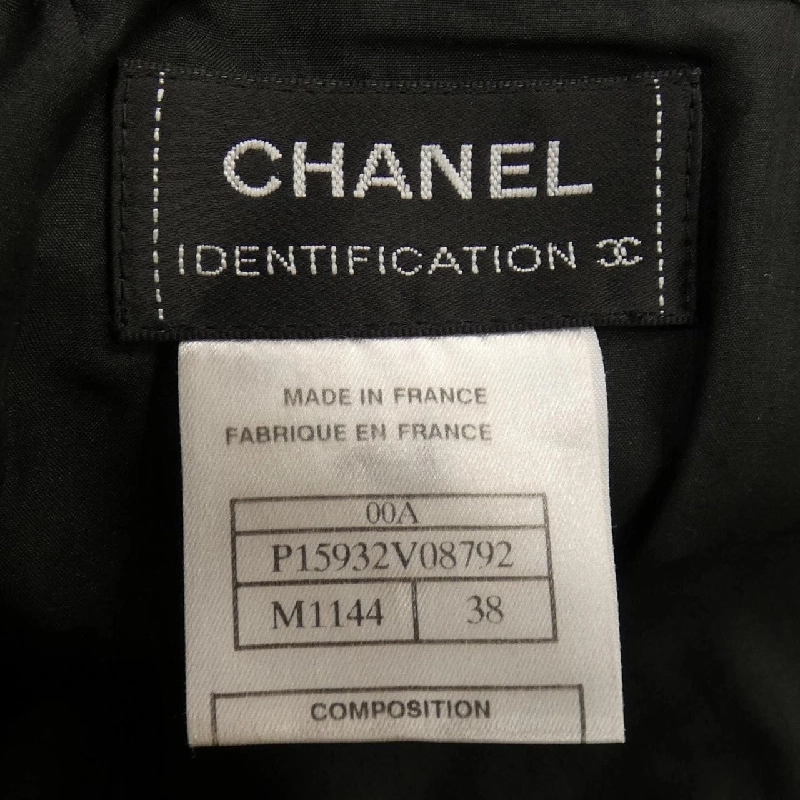 CHANEL
IDENTIFICATION
MADE IN FRANCE
FABRIQUE EN FRANCE
00A
P15932V08792
M1144 38
COMPOSITION